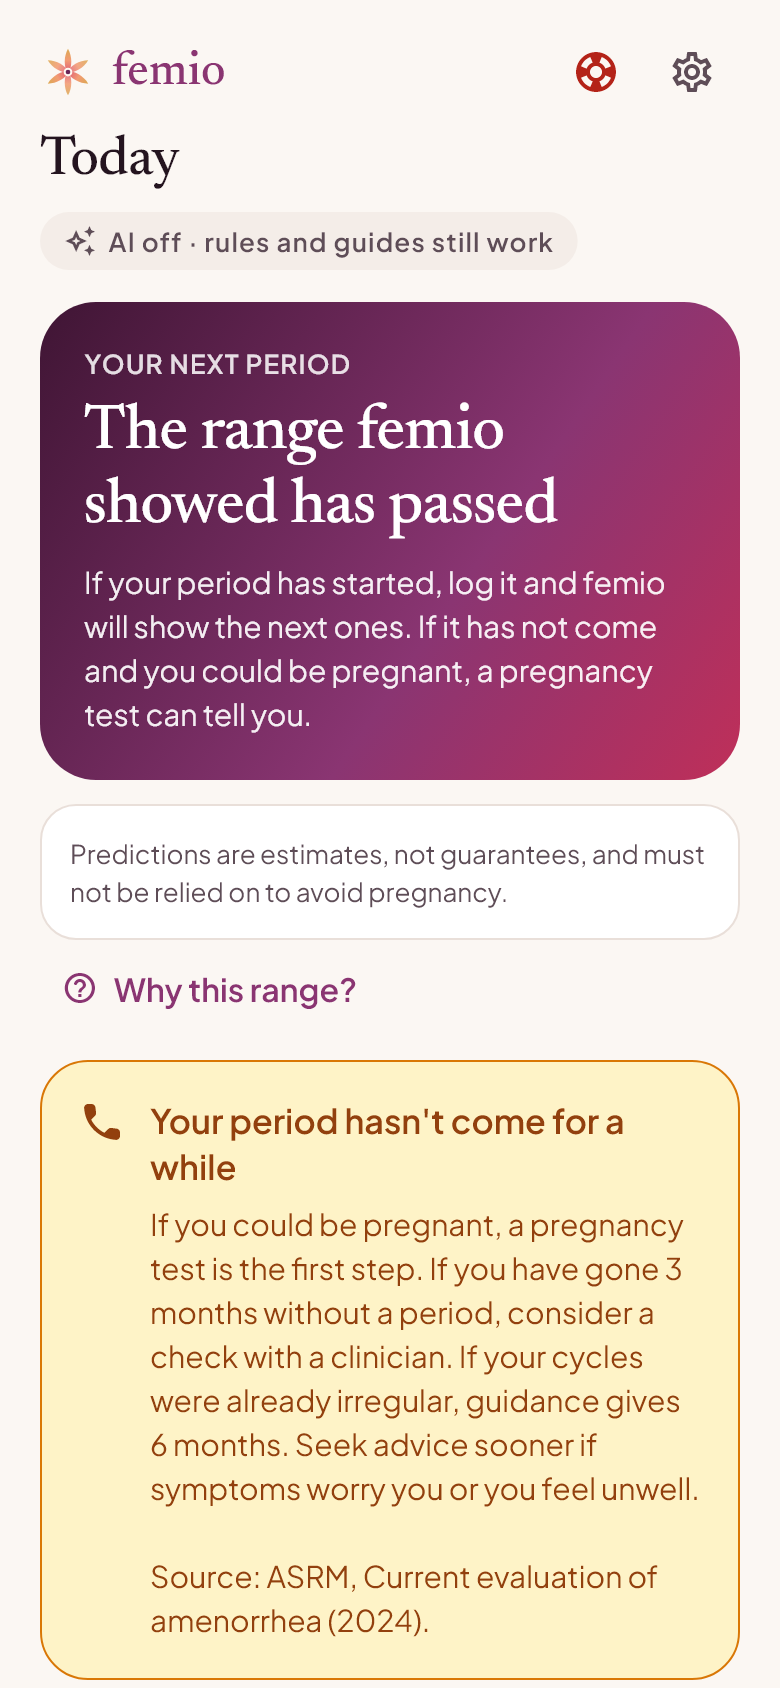 femio
Today
AI off · rules and guides still work
YOUR NEXT PERIOD
The range femio
showed has passed
If your period has started, log it and femio
will show the next ones. If it has not come
and you could be pregnant, a pregnancy
test can tell you.
Predictions are estimates, not guarantees, and must
not be relied on to avoid pregnancy.
Why this range?
Your period hasn't come for a
while
If you could be pregnant, a pregnancy
test is the first step. If you have gone 3
months without a period, consider a
check with a clinician. If your cycles
were already irregular, guidance gives
6 months. Seek advice sooner if
symptoms worry you or you feel unwell.
Source: ASRM, Current evaluation of
amenorrhea (2024).